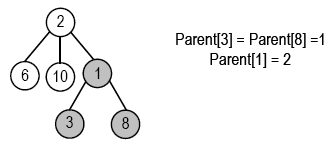 2
6 10 1
3 8
Parent[3] = Parent[8] =1
Parent[1] = 2